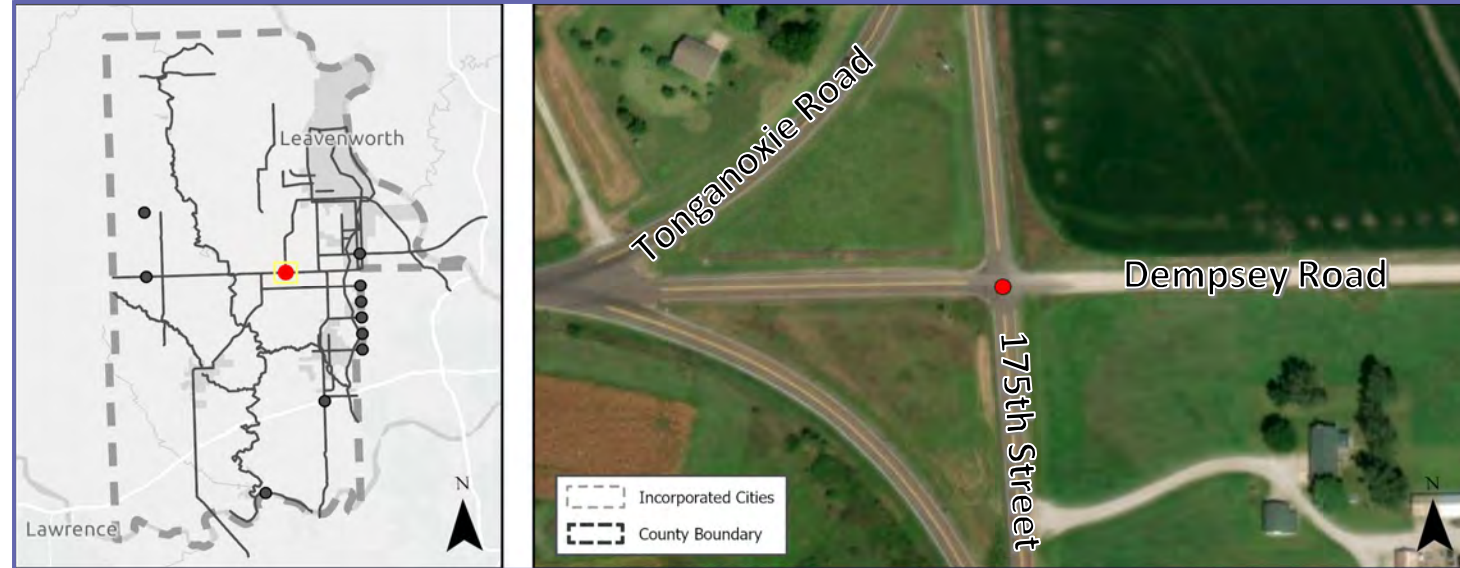 Leavenworth
Lawrence
N
Tonganoxie Road
Dempsey Road
175th Street
Incorporated Cities
County Boundary
N